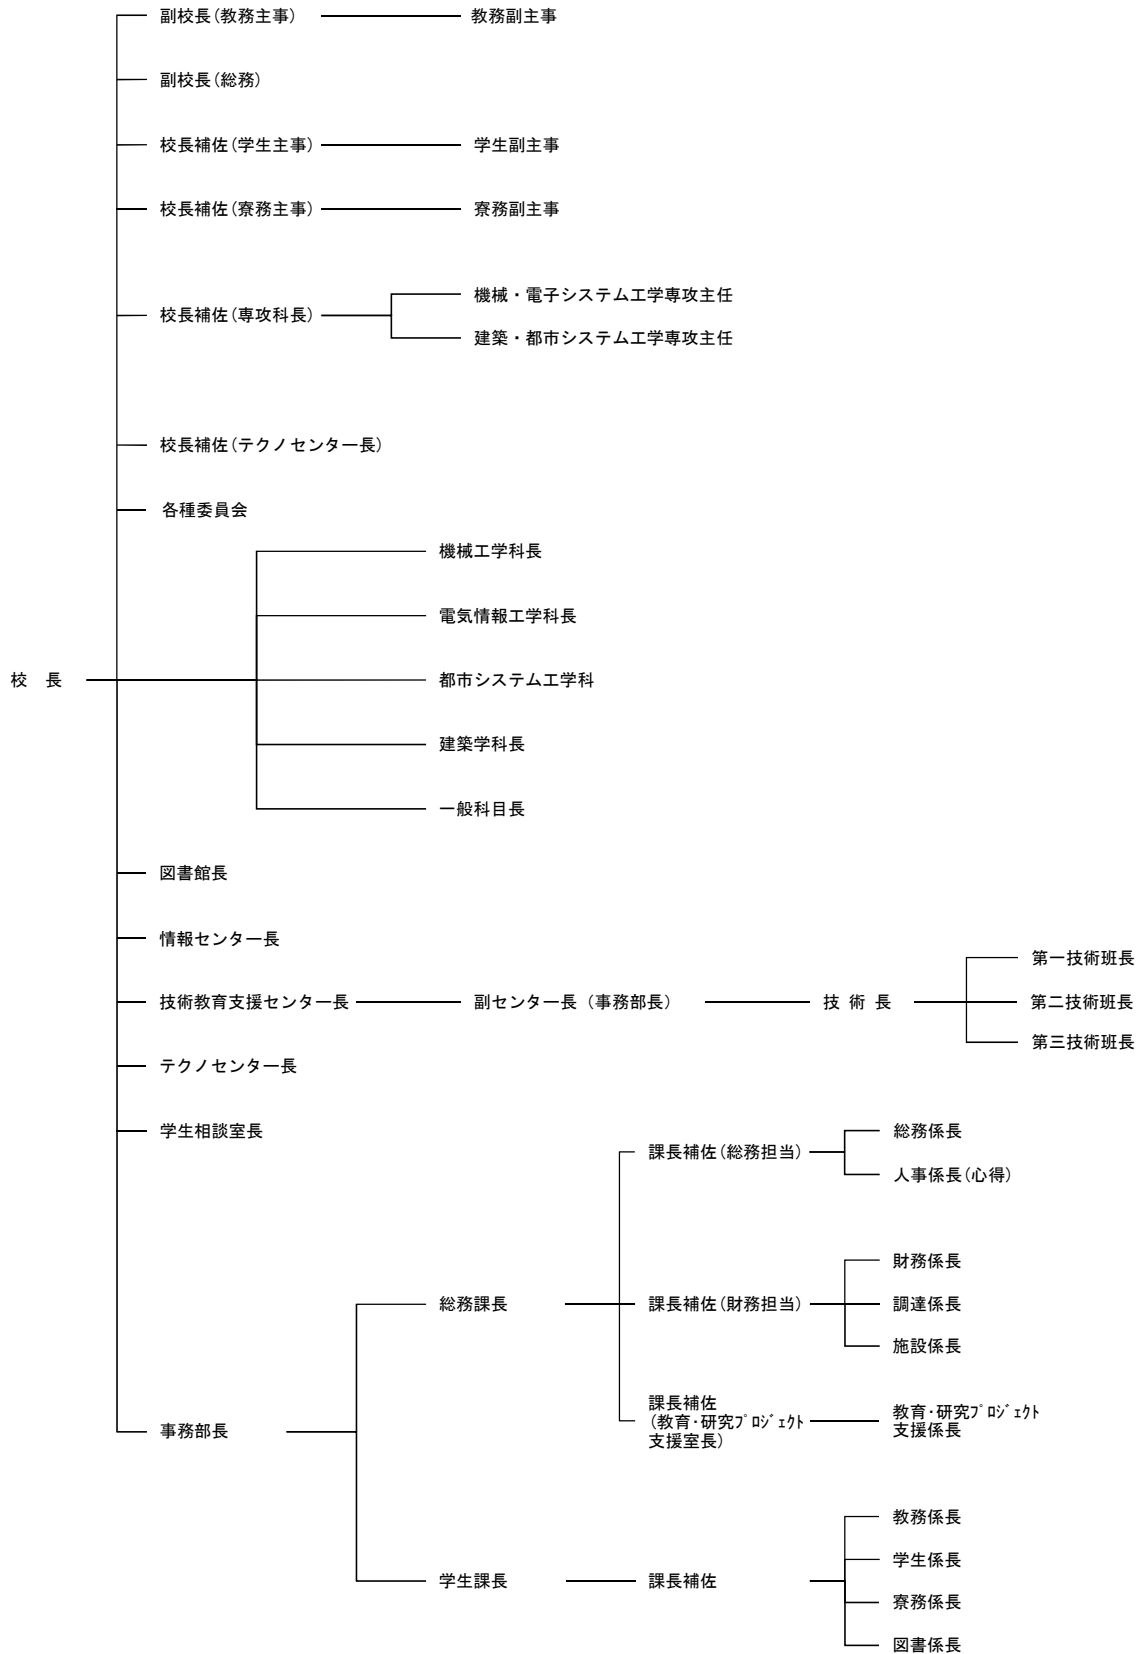 副校長(教務主事)
教務副主事
副校長(総務)
校長補佐(学生主事)
学生副主事
校長補佐(寮務主事)
寮務副主事
機械・電子システム工学専攻主任
校長補佐(専攻科長)
建築・都市システム工学専攻主任
校長補佐(テクノセンター長)
各種委員会
機械工学科長
電気情報工学科長
校　長
都市システム工学科
建築学科長
一般科目長
図書館長
情報センター長
第一技術班長
技術教育支援センター長
副センター長（事務部長）
技 術 長
第二技術班長
第三技術班長
テクノセンター長
学生相談室長
総務係長
課長補佐(総務担当)
人事係長(心得)
財務係長
総務課長
課長補佐(財務担当)
調達係長
施設係長
課長補佐
(教育・研究ﾌﾟﾛｼﾞｪｸﾄ
支援室長)
教育・研究ﾌﾟﾛｼﾞｪｸﾄ
支援係長
事務部長
教務係長
学生係長
学生課長
課長補佐
寮務係長
図書係長